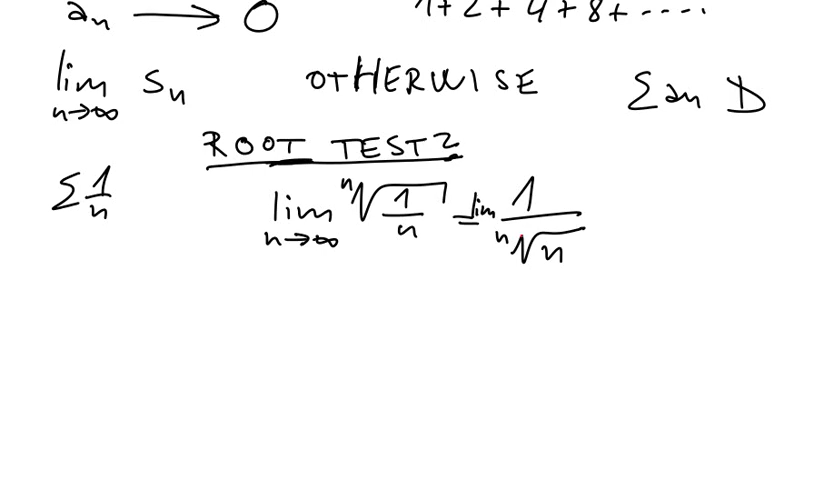 an → 0 1+2+4+8+....
lim n→∞ Sn OTHERWISE Σan D
ROOT TEST?
Σ 1/n lim n→∞ ⁿ√(1/n) = lim 1/ⁿ√n